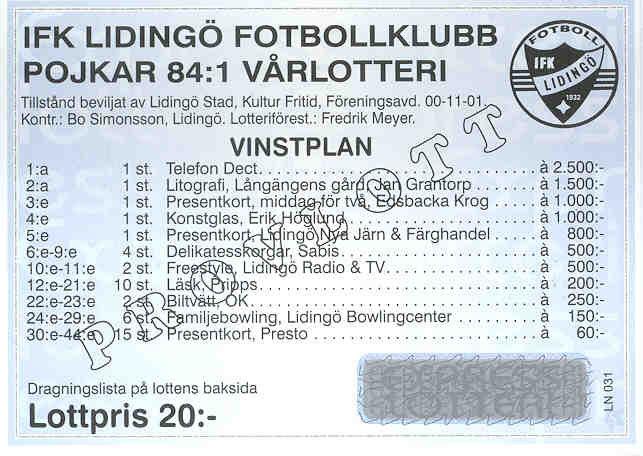 IFK LIDINGÖ FOTBOLLKLUBB
POJKAR 84:1 VÅRLOTTERI
FOTBOLL
IFK
LIDINGÖ
1932
Tillstånd beviljat av Lidingö Stad, Kultur Fritid, Föreningsavd. 00-11-01.
Kontr.: Bo Simonsson, Lidingö. Lotteriförest.: Fredrik Meyer.
VINSTPLAN
1:a 1 st. Telefon Dect. à 2.500:-
2:a 1 st. Litografi, Långängens gård, Jan Grantorp à 1.500:-
3:e 1 st. Presentkort, middag för två, Edsbacka Krog à 1.000:-
4:e 1 st. Konstglas, Erik Höglund à 1.000:-
5:e 1 st. Presentkort, Lidingö Nya Järn & Färghandel à 800:-
6:e-9:e 4 st. Delikatesskorgar, Sabis à 500:-
10:e-11:e 2 st. Freestyle, Lidingö Radio & TV à 500:-
12:e-21:e 10 st. Läsk, Pripps à 200:-
22:e-23:e 2 st. Biltvätt, OK à 250:-
24:e-29:e 6 st. Familjebowling, Lidingö Bowlingcenter à 150:-
30:e-44:e 15 st. Presentkort, Presto à 60:-
PROVLOTT
Dragningslista på lottens baksida
Lottpris 20:-
EXPRESS
LOTTERI
LN 031